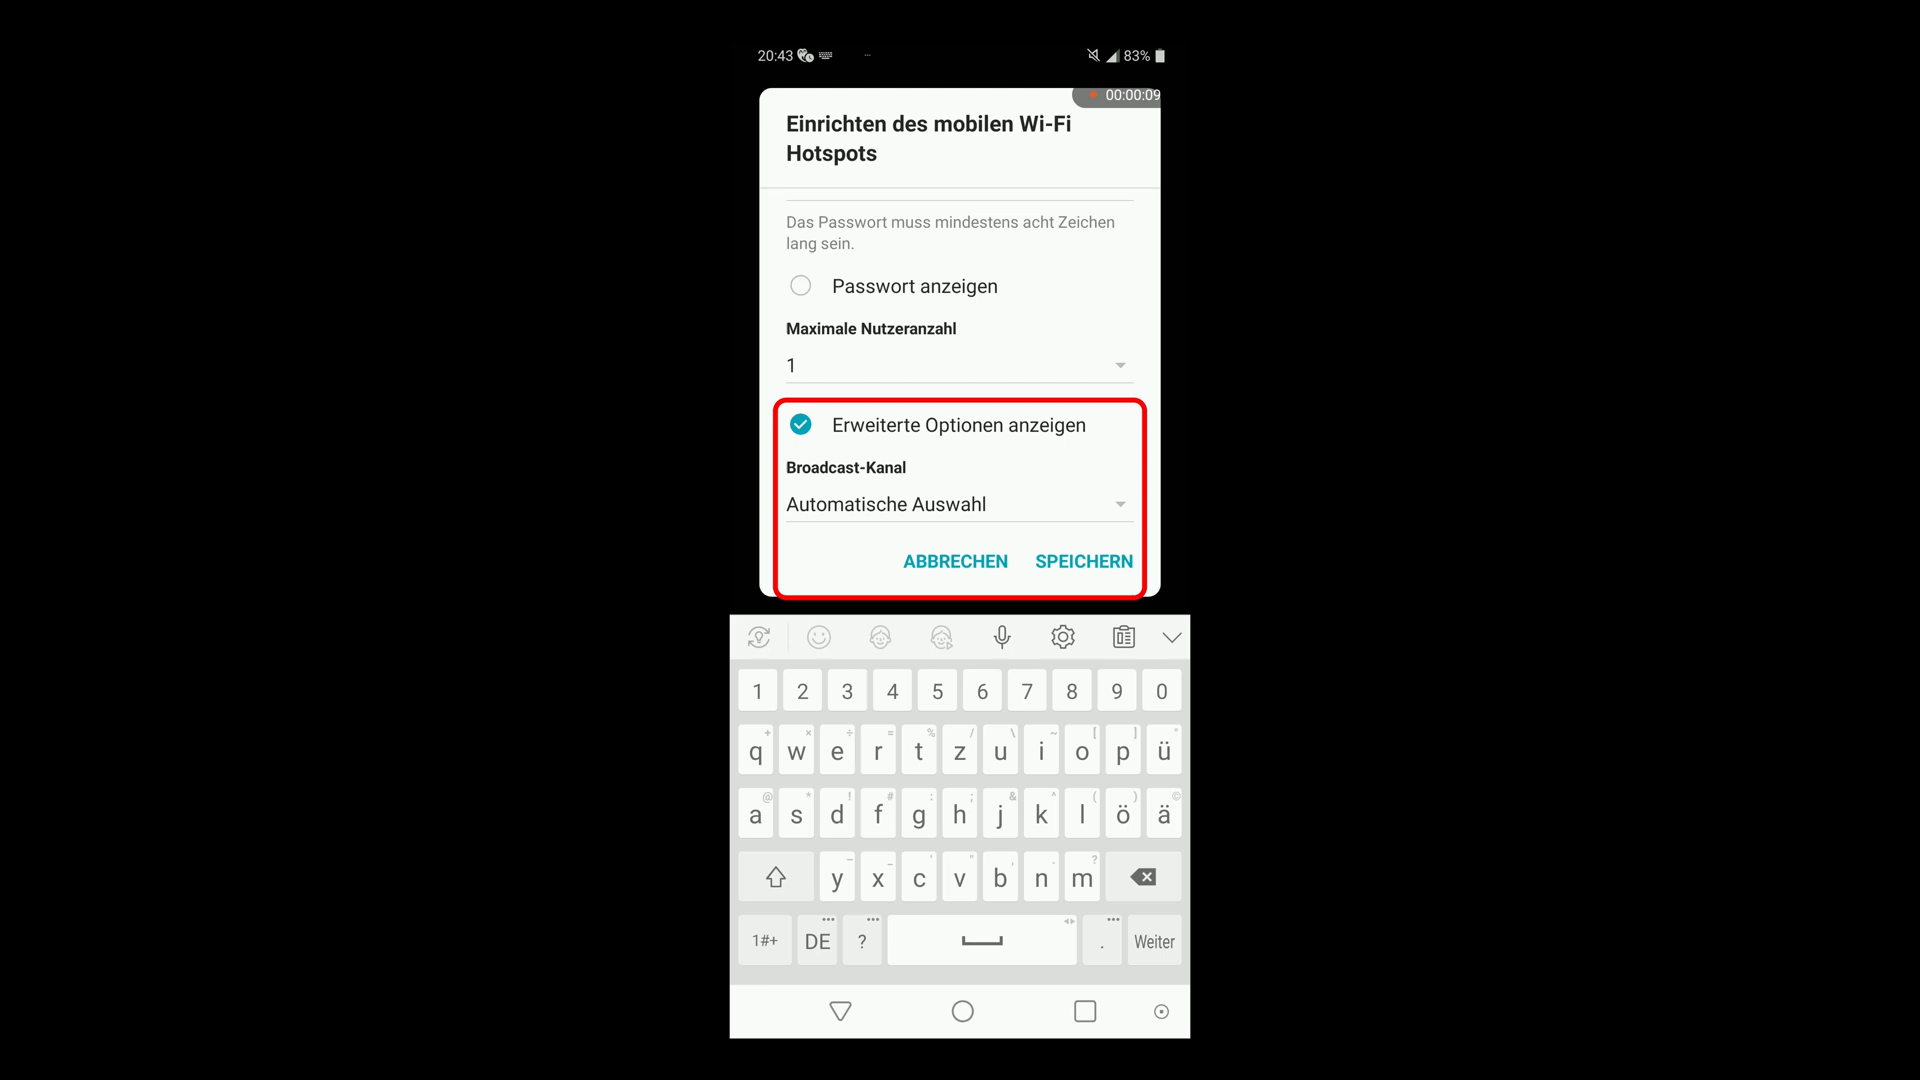 20:43
83%
00:00:09
Einrichten des mobilen Wi-Fi
Hotspots
Das Passwort muss mindestens acht Zeichen
lang sein.
Passwort anzeigen
Maximale Nutzeranzahl
1
Erweiterte Optionen anzeigen
Broadcast-Kanal
Automatische Auswahl
ABBRECHEN SPEICHERN
1 2 3 4 5 6 7 8 9 0
+ × ÷ = % / \ ~ [ ] °
q w e r t z u i o p ü
@ * ! # : ; & ^ ( ) ©
a s d f g h j k l ö ä
- _ ' " , . ?
y x c v b n m
1#+ DE ? . Weiter